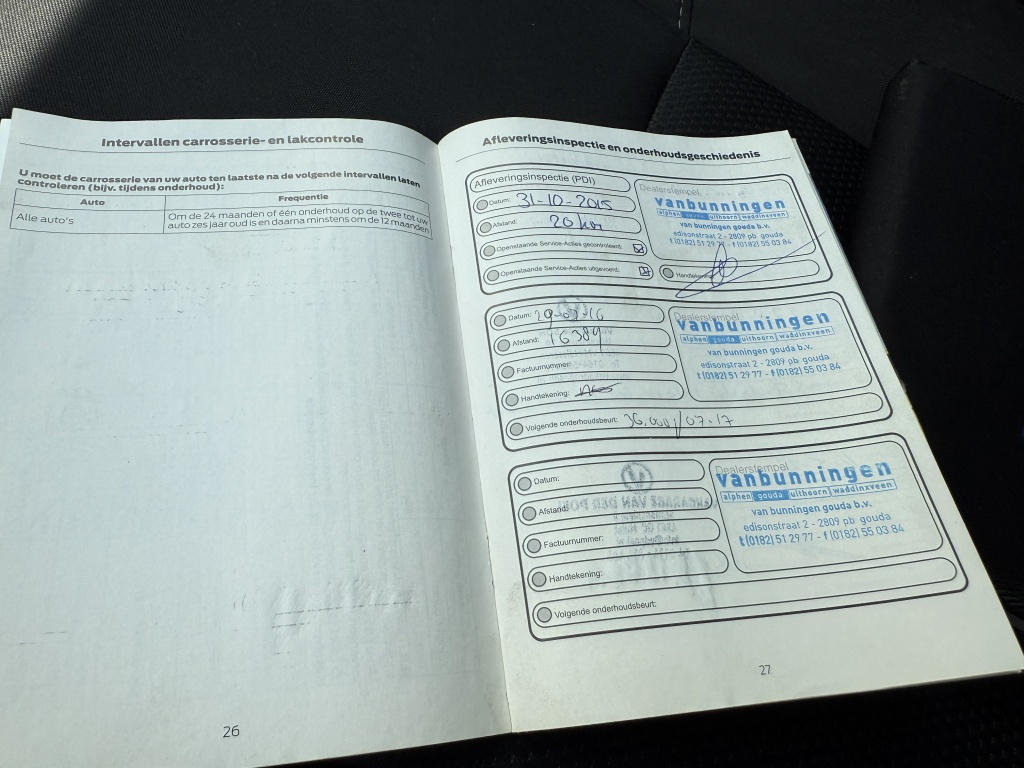 Intervallen carrosserie- en lakcontrole
U moet de carrosserie van uw auto ten laatste na de volgende intervallen laten
controleren (bijv. tijdens onderhoud):
Auto Frequentie
Alle auto's Om de 24 maanden of één onderhoud op de twee tot uw
auto zes jaar oud is en daarna minstens om de 12 maanden
26
Afleveringsinspectie en onderhoudsgeschiedenis
Afleveringsinspectie (PDI)
Datum: 31-10-2015
Afstand: 20 km
Openstaande Service-Acties gecontroleerd:
Openstaande Service-Acties uitgevoerd:
Dealerstempel
vanbunningen
alphen gouda uithoorn waddinxveen
van bunningen gouda b.v.
edisonstraat 2 - 2809 pb gouda
t (0182) 51 29 77 - f (0182) 55 03 84
Handtekening:
Datum:
Afstand: 16389
Factuurnummer:
Handtekening:
Volgende onderhoudsbeurt: 36.000 / 07.17
Dealerstempel
vanbunningen
alphen gouda uithoorn waddinxveen
van bunningen gouda b.v.
edisonstraat 2 - 2809 pb gouda
t (0182) 51 29 77 - f (0182) 55 03 84
Datum:
Afstand:
Factuurnummer:
Handtekening:
Volgende onderhoudsbeurt:
Dealerstempel
vanbunningen
alphen gouda uithoorn waddinxveen
van bunningen gouda b.v.
edisonstraat 2 - 2809 pb gouda
t (0182) 51 29 77 - f (0182) 55 03 84
27